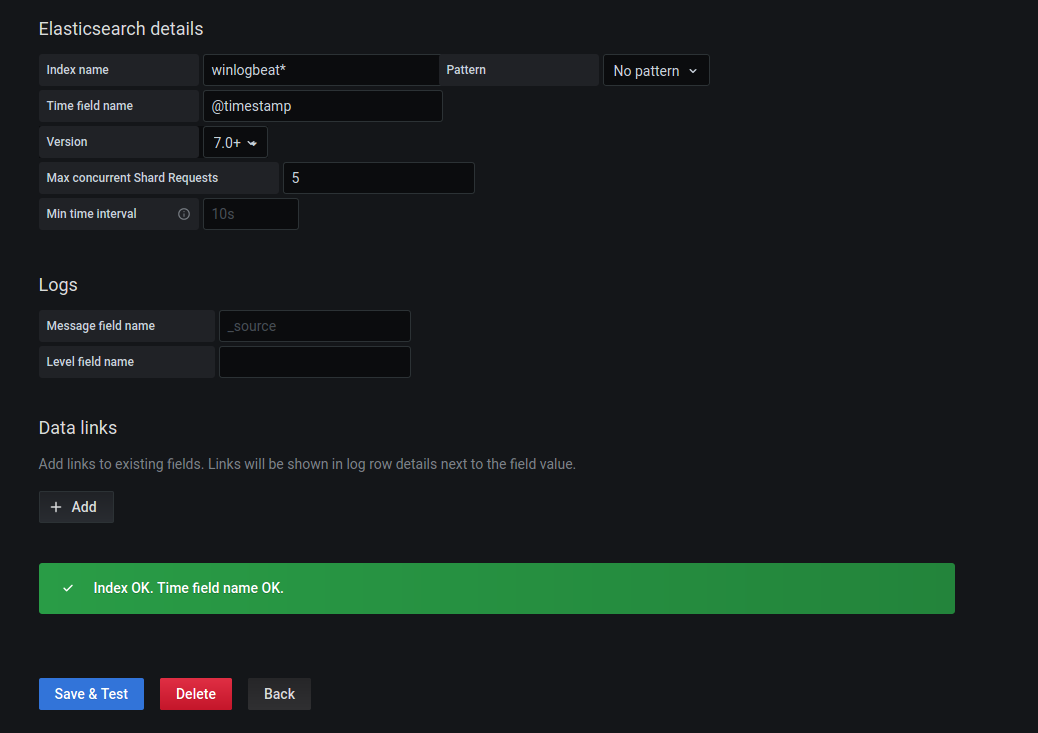 Elasticsearch details
Index name winlogbeat* Pattern No pattern
Time field name @timestamp
Version 7.0+
Max concurrent Shard Requests 5
Min time interval 10s
Logs
Message field name _source
Level field name
Data links
Add links to existing fields. Links will be shown in log row details next to the field value.
+ Add
Index OK. Time field name OK.
Save & Test Delete Back